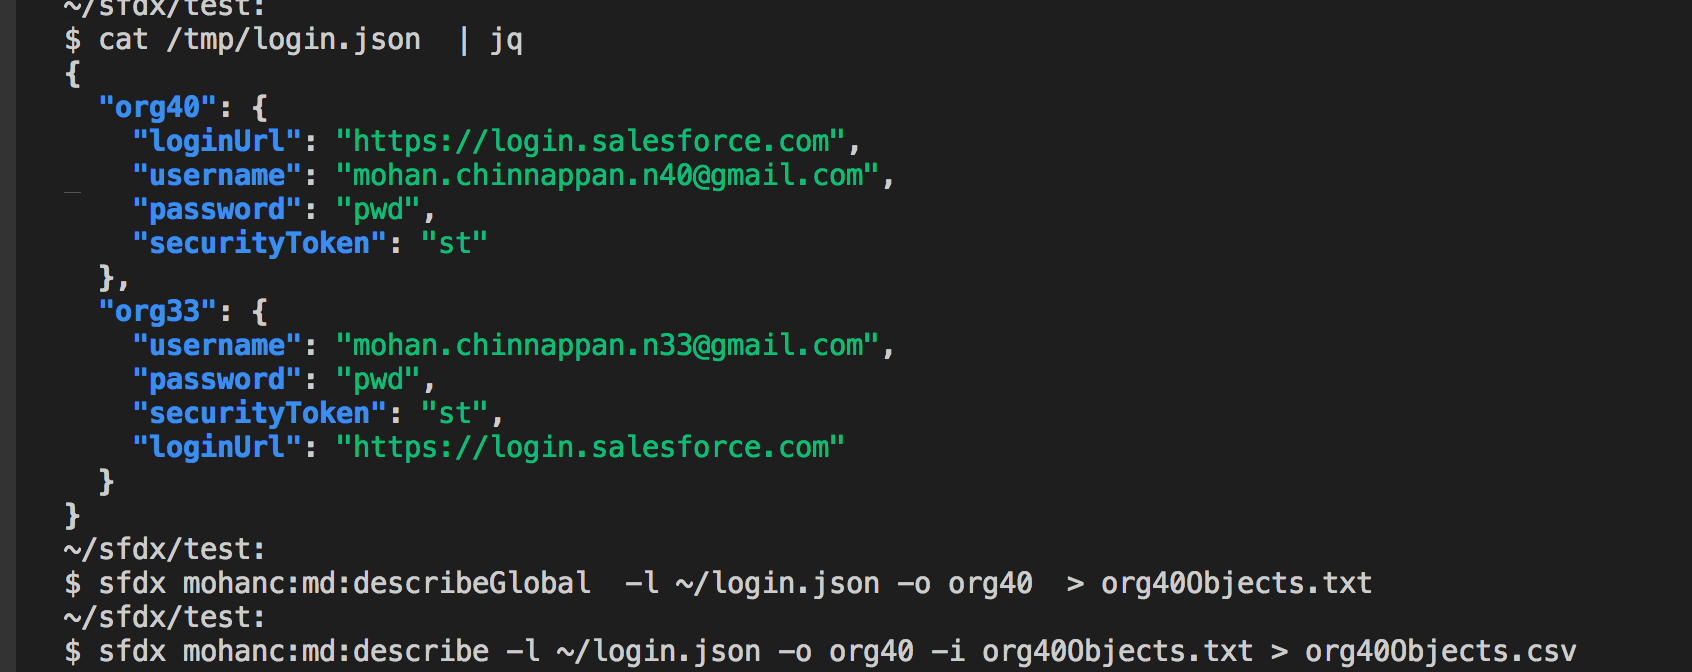 ~/sfdx/test:
$ cat /tmp/login.json  | jq
{
  "org40": {
    "loginUrl": "https://login.salesforce.com",
    "username": "mohan.chinnappan.n40@gmail.com",
    "password": "pwd",
    "securityToken": "st"
  },
  "org33": {
    "username": "mohan.chinnappan.n33@gmail.com",
    "password": "pwd",
    "securityToken": "st",
    "loginUrl": "https://login.salesforce.com"
  }
}
~/sfdx/test:
$ sfdx mohanc:md:describeGlobal  -l ~/login.json -o org40  > org40Objects.txt
~/sfdx/test:
$ sfdx mohanc:md:describe -l ~/login.json -o org40 -i org40Objects.txt > org40Objects.csv